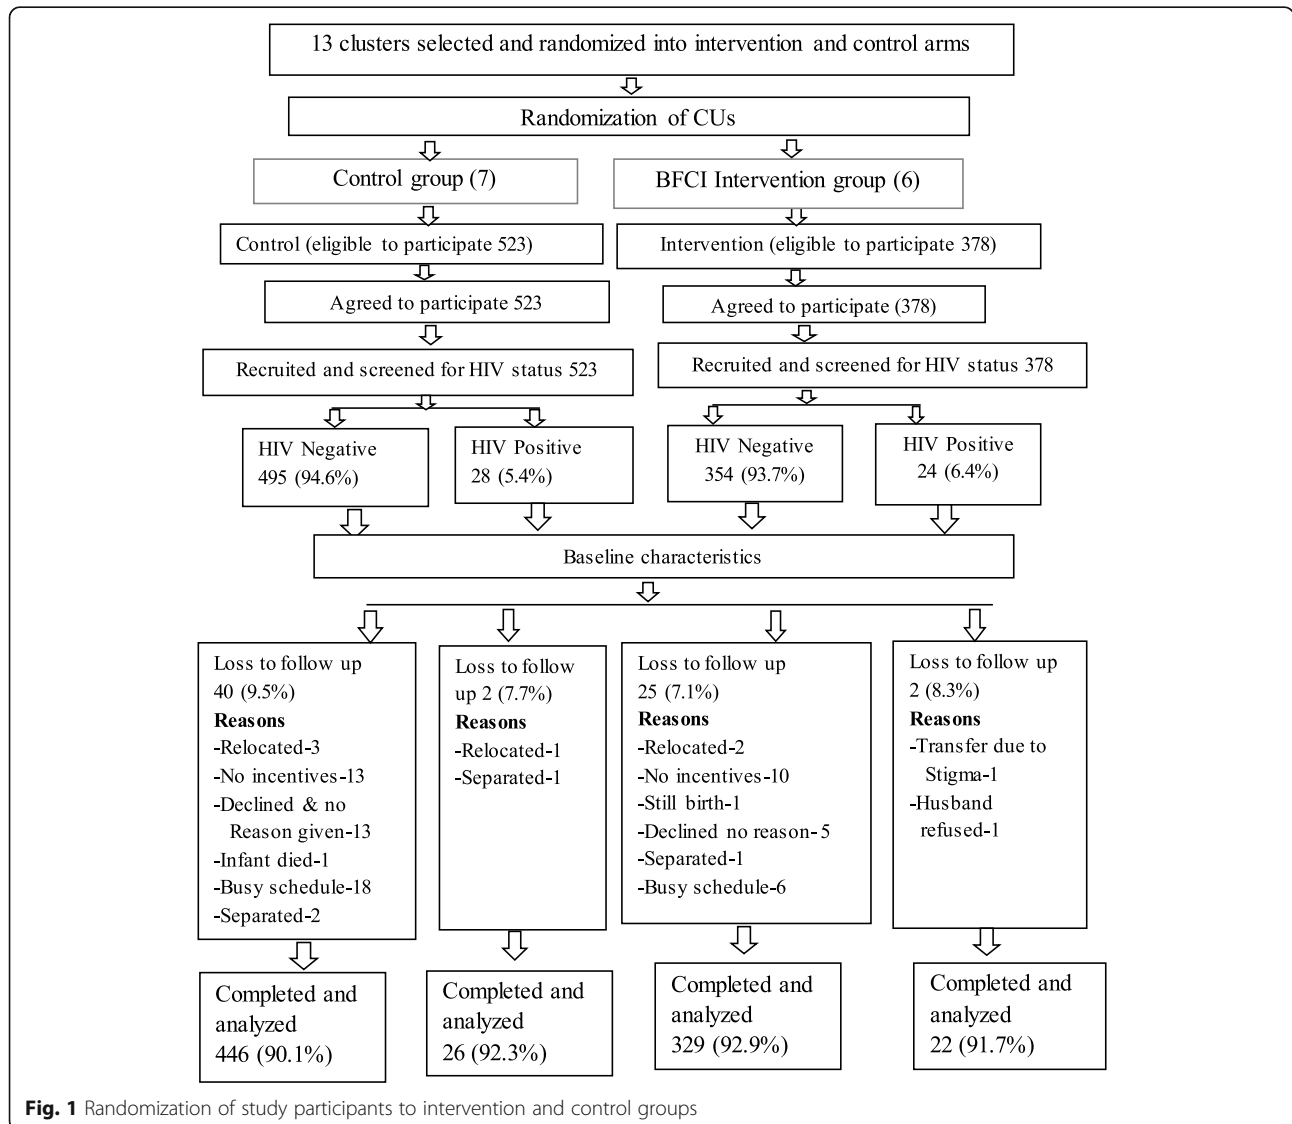 13 clusters selected and randomized into intervention and control arms
Randomization of CUs
Control group (7)
BFCI Intervention group (6)
Control (eligible to participate 523)
Intervention (eligible to participate 378)
Agreed to participate 523
Agreed to participate (378)
Recruited and screened for HIV status 523
Recruited and screened for HIV status 378
HIV Negative
495 (94.6%)
HIV Positive
28 (5.4%)
HIV Negative
354 (93.7%)
HIV Positive
24 (6.4%)
Baseline characteristics
Loss to follow up
40 (9.5%)
Reasons
-Relocated-3
-No incentives-13
-Declined & no
Reason given-13
-Infant died-1
-Busy schedule-18
-Separated-2
Loss to follow
up 2 (7.7%)
Reasons
-Relocated-1
-Separated-1
Loss to follow up
25 (7.1%)
Reasons
-Relocated-2
-No incentives-10
-Still birth-1
-Declined no reason- 5
-Separated-1
-Busy schedule-6
Loss to follow up
2 (8.3%)
Reasons
-Transfer due to
Stigma-1
-Husband
refused-1
Completed and
analyzed
446 (90.1%)
Completed and
analyzed
26 (92.3%)
Completed and
analyzed
329 (92.9%)
Completed and
analyzed
22 (91.7%)
Fig. 1 Randomization of study participants to intervention and control groups